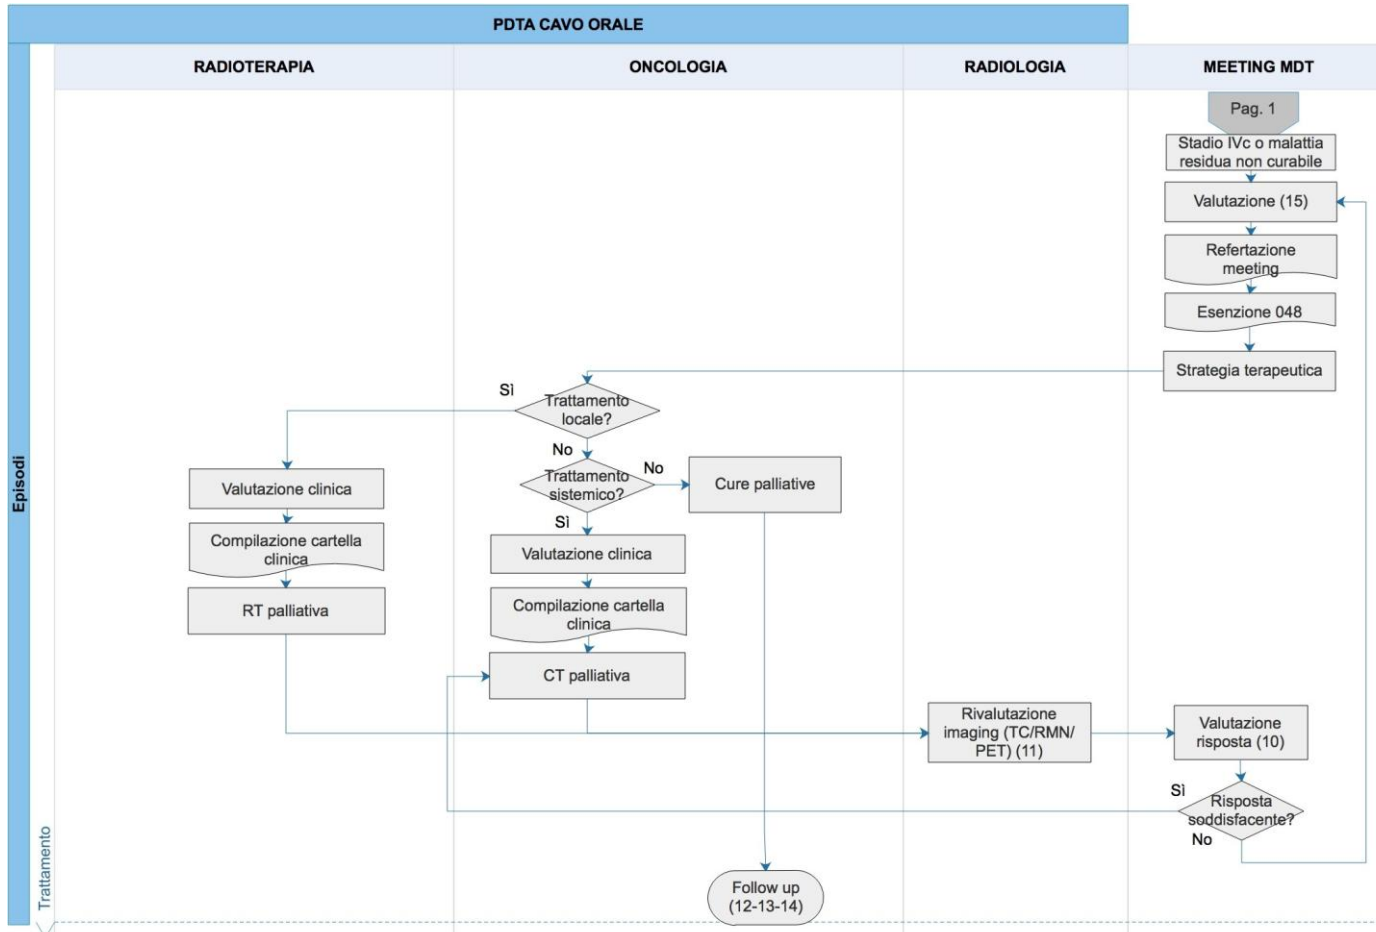 PDTA CAVO ORALE
RADIOTERAPIA
ONCOLOGIA
RADIOLOGIA
MEETING MDT
Episodi
Trattamento
Pag. 1
Stadio IVc o malattia
residua non curabile
Valutazione (15)
Refertazione
meeting
Esenzione 048
Strategia terapeutica
Sì
Trattamento
locale?
No
Trattamento
sistemico?
No
Cure palliative
Sì
Valutazione clinica
Compilazione cartella
clinica
RT palliativa
Valutazione clinica
Compilazione cartella
clinica
CT palliativa
Rivalutazione
imaging (TC/RMN/
PET) (11)
Valutazione
risposta (10)
Sì
Risposta
soddisfacente?
No
Follow up
(12-13-14)